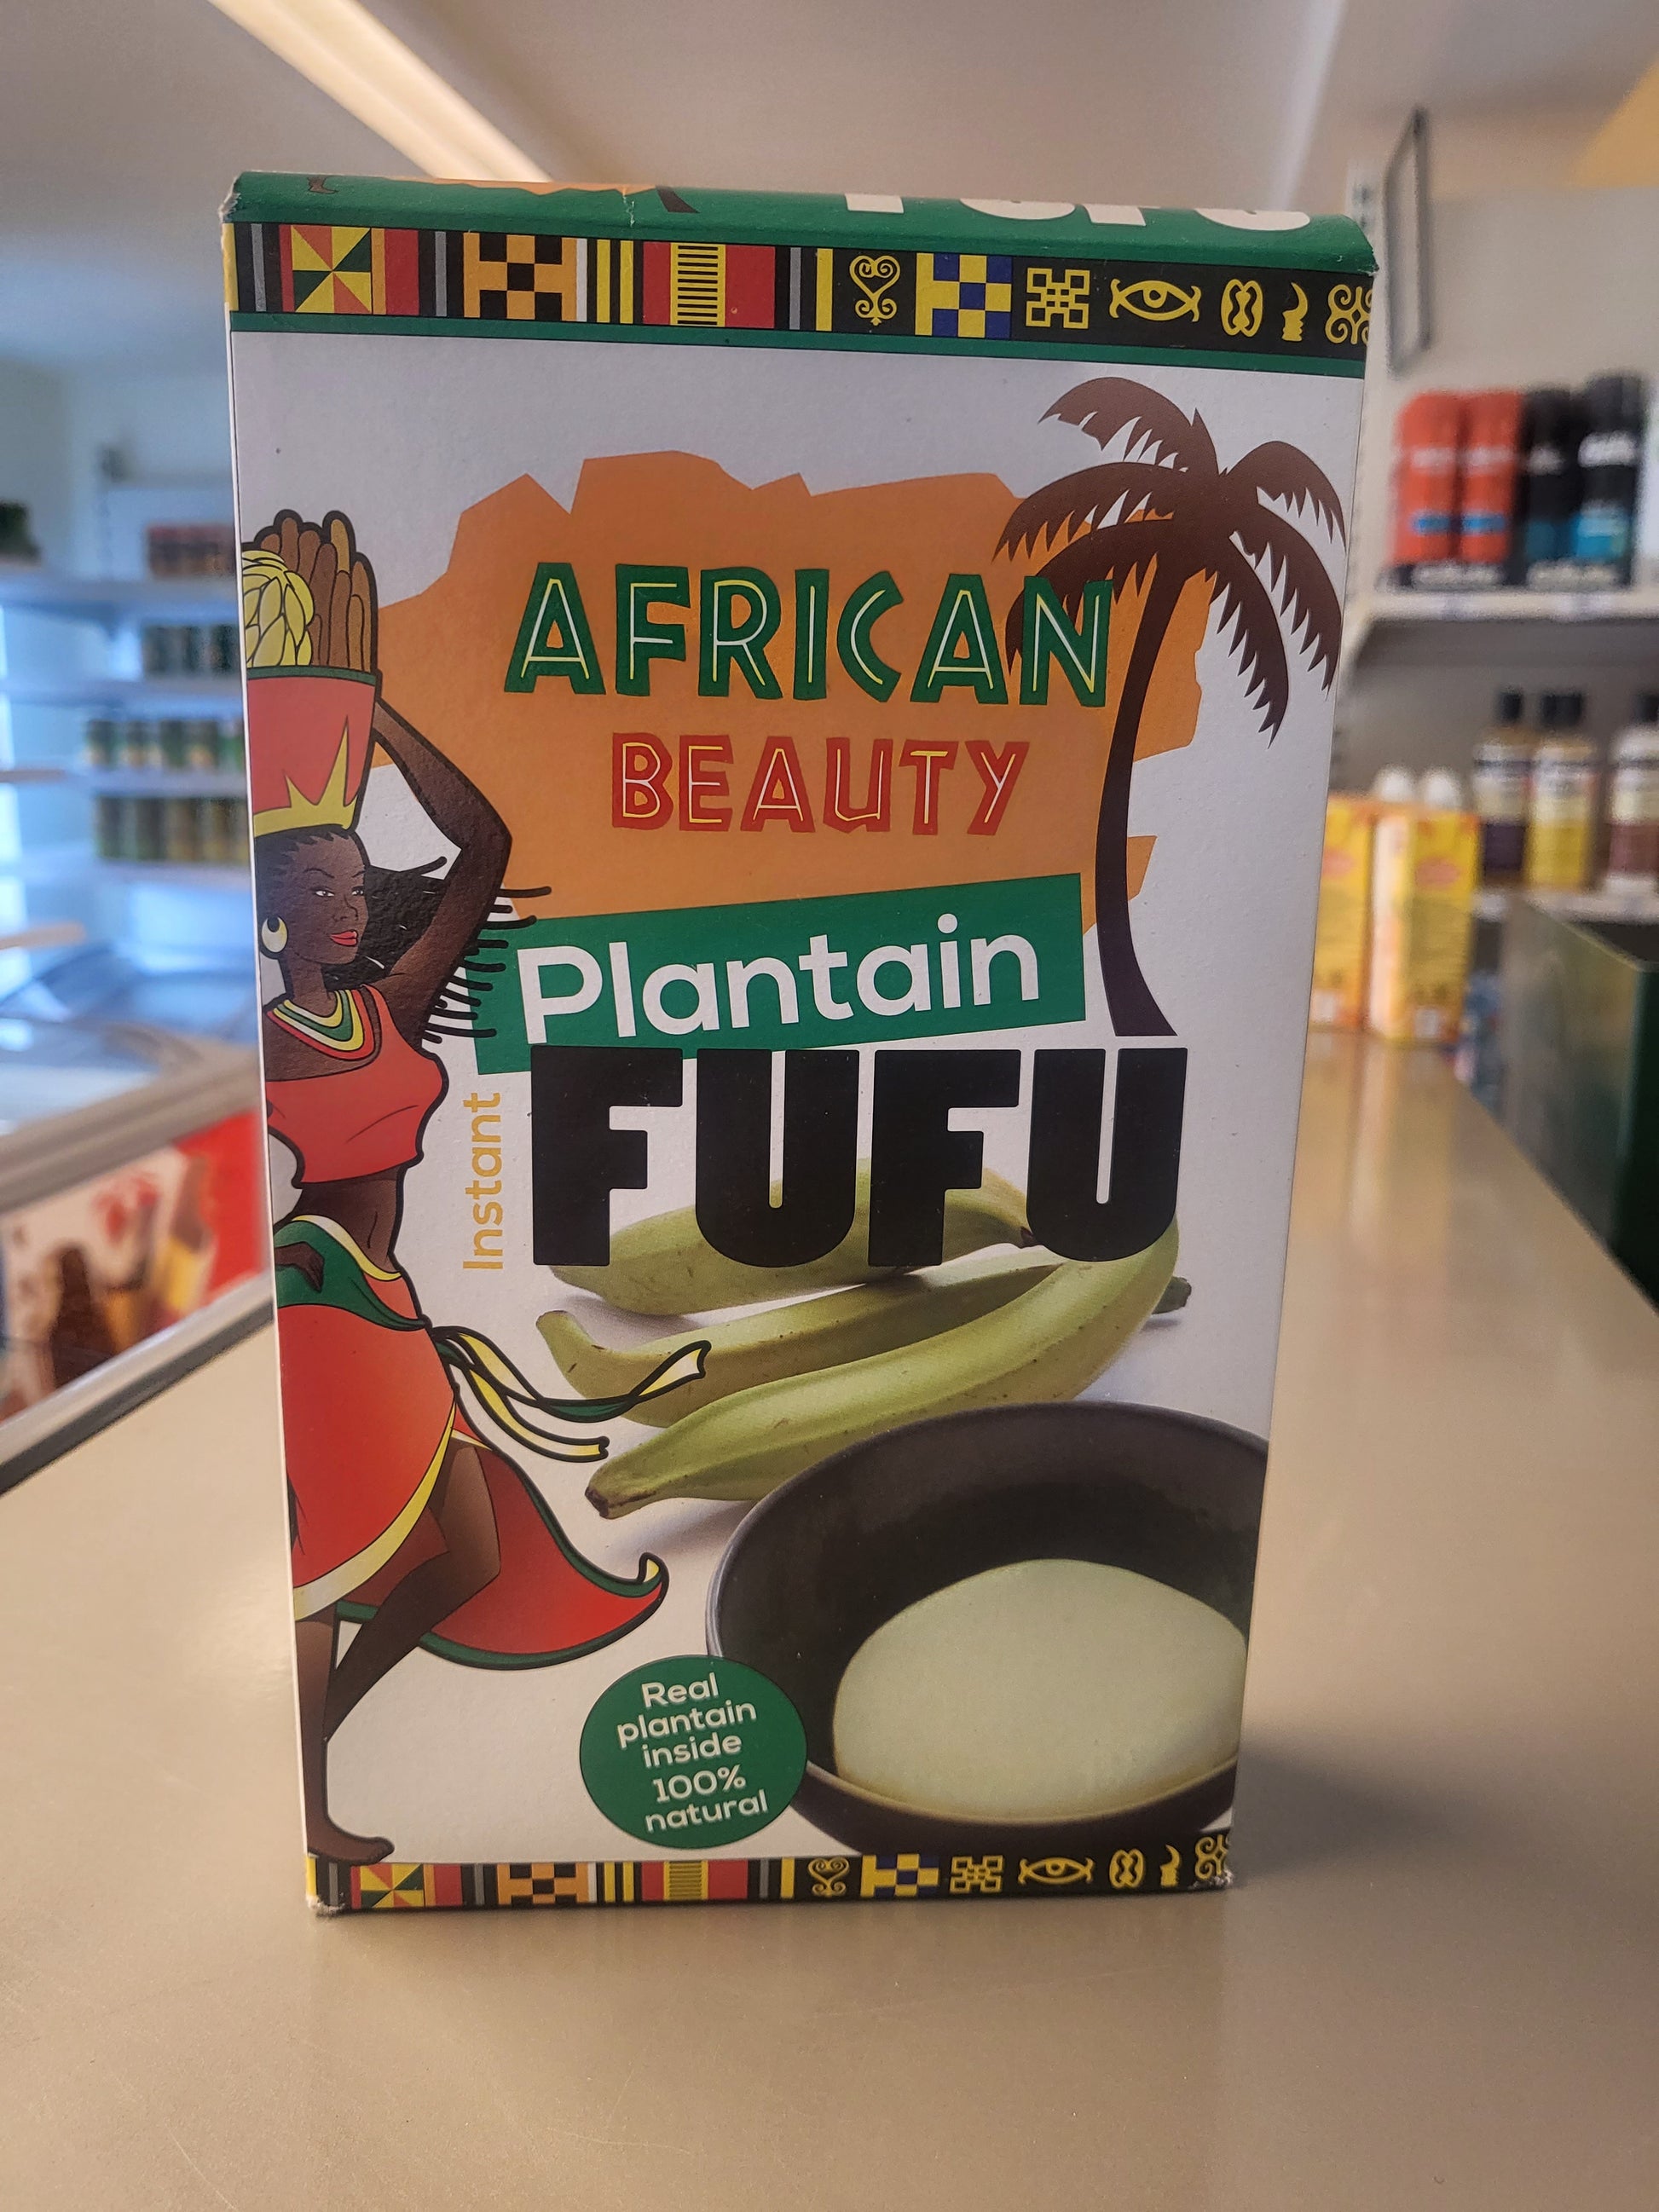 AFRICAN
BEAUTY
Plantain
Instant
FUFU
Real
plantain
inside
100%
natural